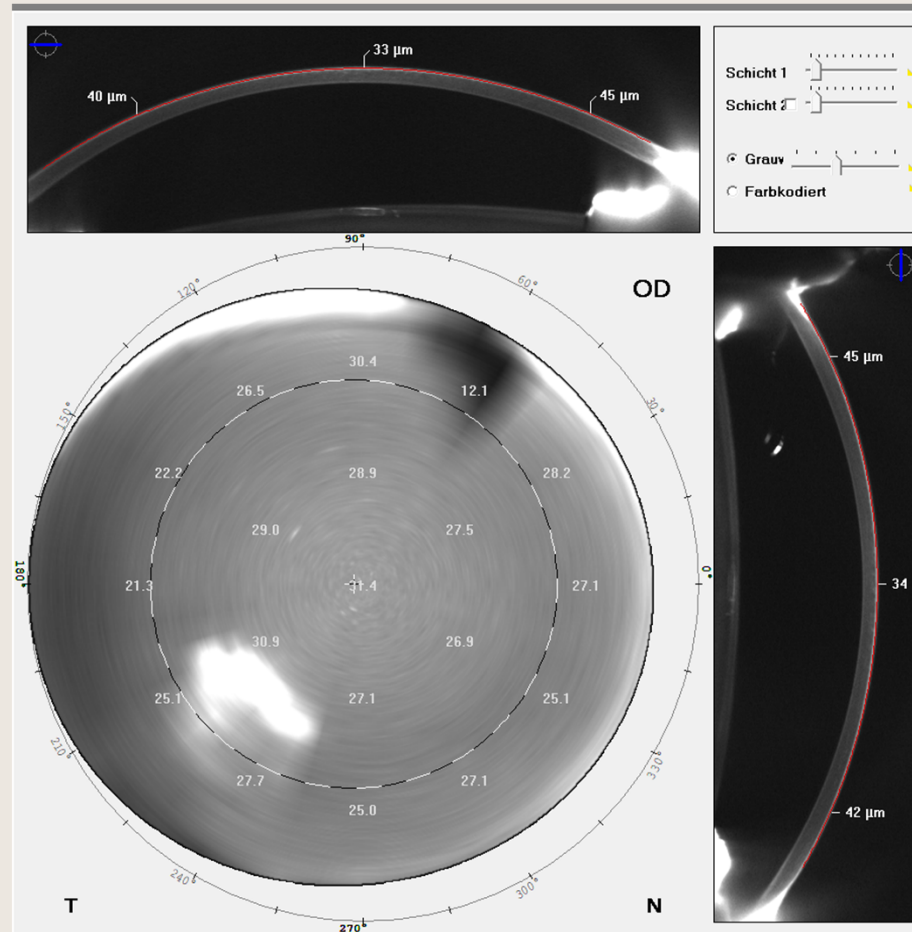 33 µm
40 µm
45 µm
Schicht 1
Schicht 2
Grauw
Farbkodiert
90°
120°
60°
OD
150°
30°
30.4
26.5
12.1
22.2
28.9
28.2
29.0
27.5
180°
21.3
31.4
27.1
0°
30.9
26.9
25.1
27.1
25.1
210°
330°
27.7
27.1
25.0
240°
300°
T
N
270°
45 µm
34
42 µm